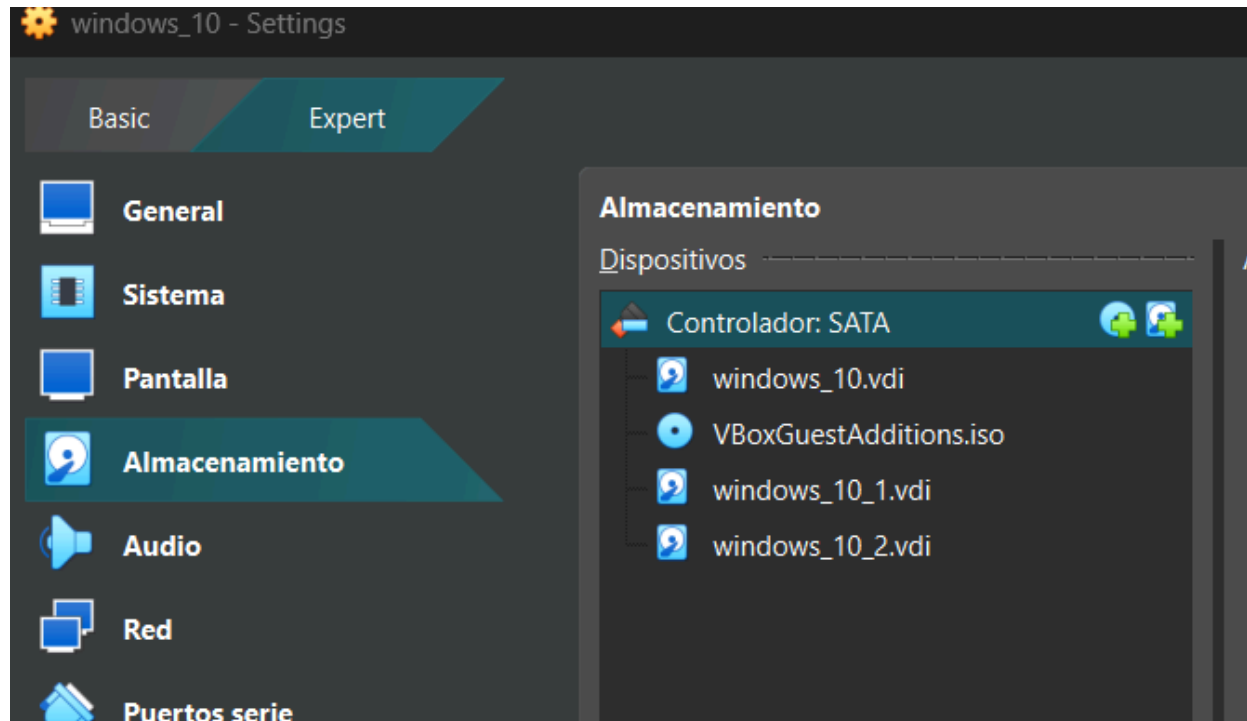 windows_10 - Settings
Basic
Expert
General
Sistema
Pantalla
Almacenamiento
Audio
Red
Puertos serie
Almacenamiento
Dispositivos
Controlador: SATA
windows_10.vdi
VBoxGuestAdditions.iso
windows_10_1.vdi
windows_10_2.vdi